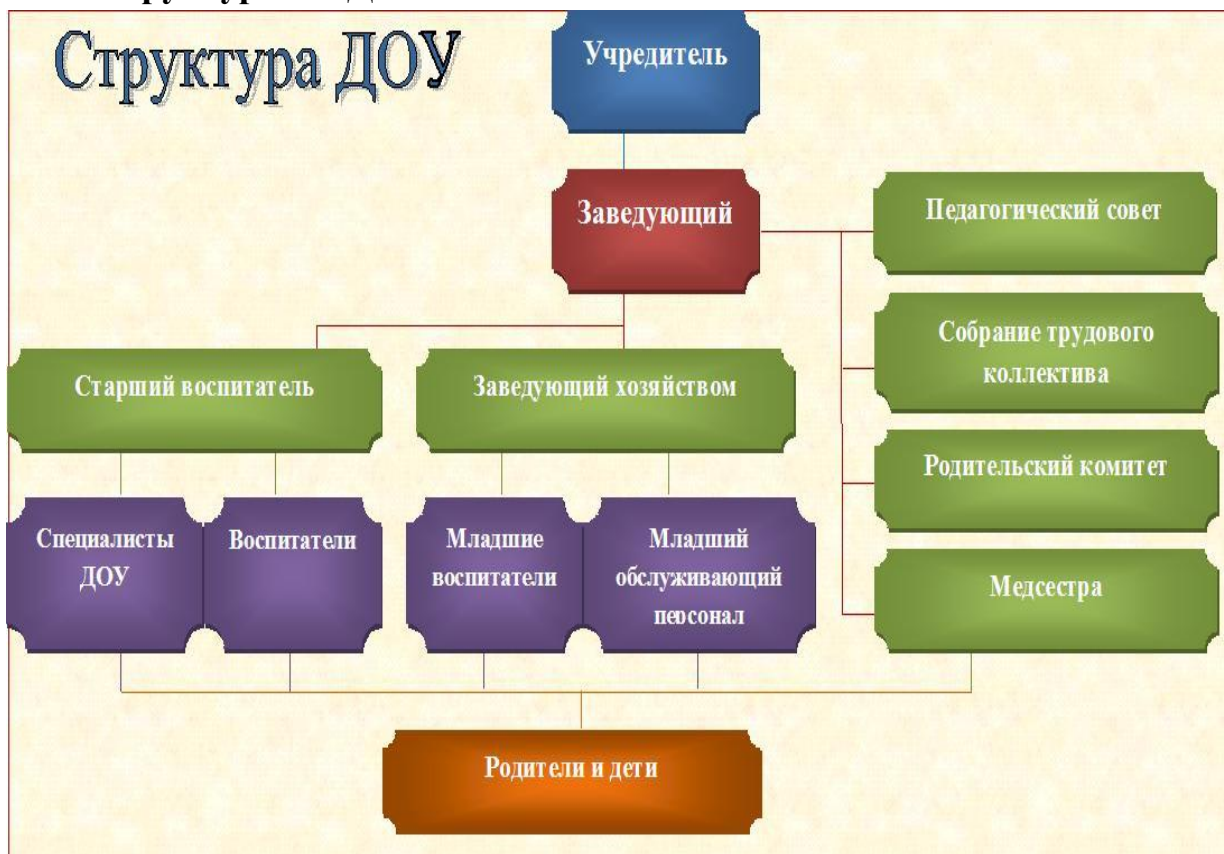 Структура ДОУ
Учредитель
Заведующий
Педагогический совет
Собрание трудового
коллектива
Родительский комитет
Медсестра
Старший воспитатель
Заведующий хозяйством
Специалисты
ДОУ
Воспитатели
Младшие
воспитатели
Младший
обслуживающий
персонал
Родители и дети